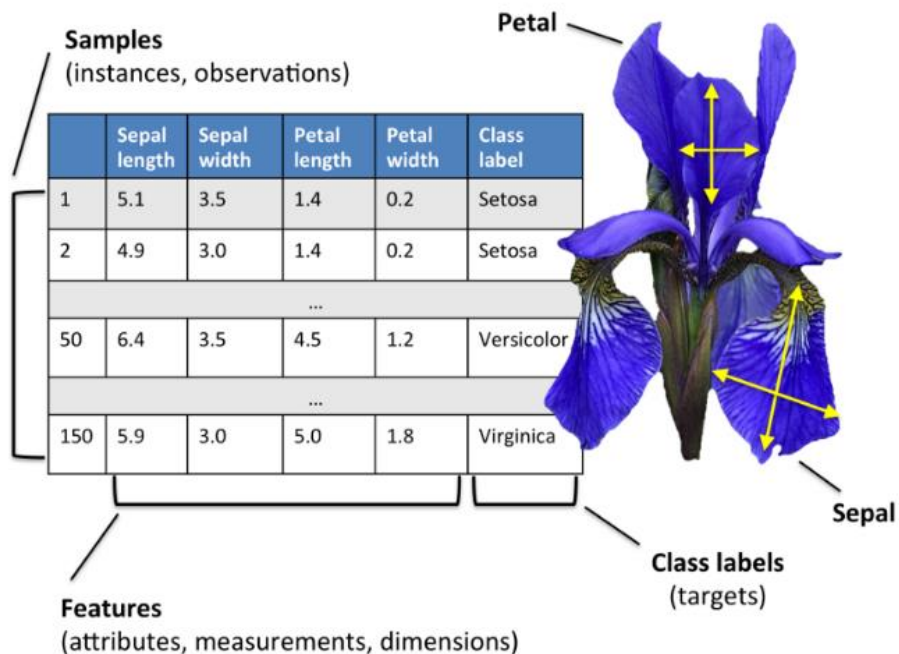 Samples
(instances, observations)
Petal
Sepal length Sepal width Petal length Petal width Class label
1 5.1 3.5 1.4 0.2 Setosa
2 4.9 3.0 1.4 0.2 Setosa
...
50 6.4 3.5 4.5 1.2 Versicolor
...
150 5.9 3.0 5.0 1.8 Virginica
Sepal
Class labels
(targets)
Features
(attributes, measurements, dimensions)